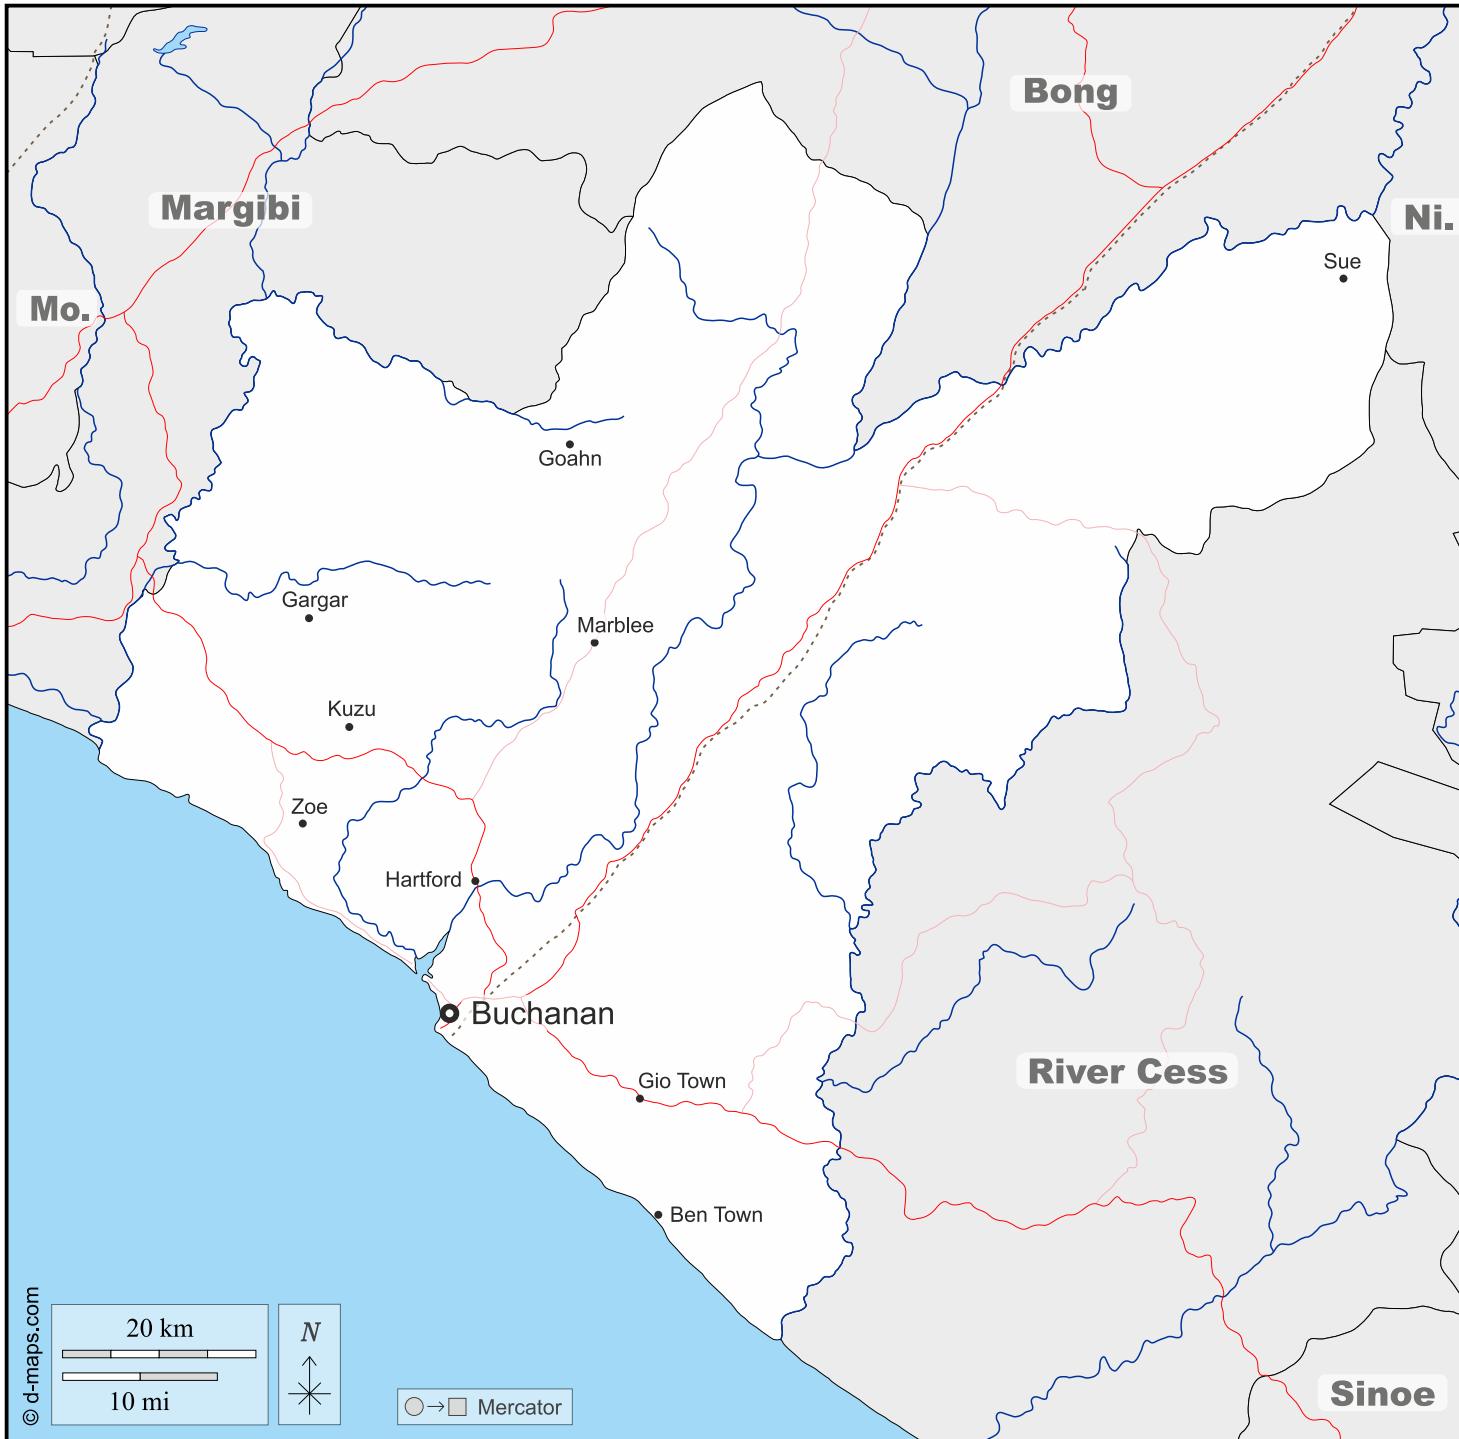 Bong
Margibi
Ni.
Sue
Mo.
Goahn
Gargar
Marblee
Kuzu
Zoe
Hartford
Buchanan
River Cess
Gio Town
Ben Town
© d-maps.com
20 km
10 mi
N
Mercator
Sinoe